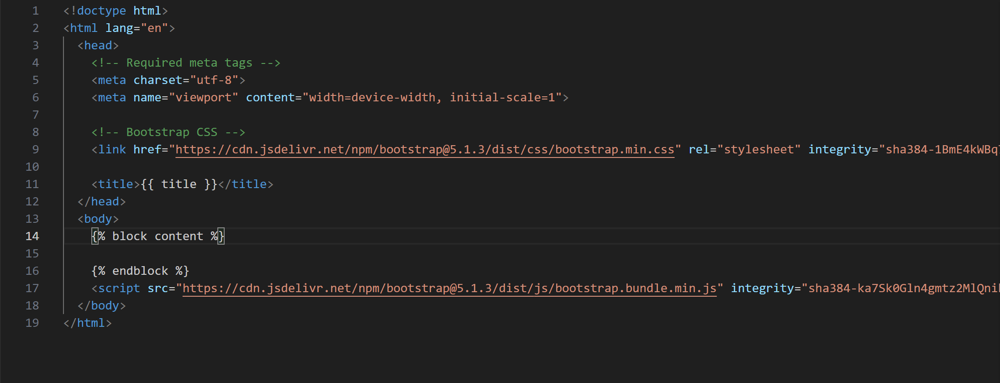 1 <!doctype html>
2 <html lang="en">
3 <head>
4 <!-- Required meta tags -->
5 <meta charset="utf-8">
6 <meta name="viewport" content="width=device-width, initial-scale=1">
7
8 <!-- Bootstrap CSS -->
9 <link href="https://cdn.jsdelivr.net/npm/bootstrap@5.1.3/dist/css/bootstrap.min.css" rel="stylesheet" integrity="sha384-1BmE4kWBq
10
11 <title>{{ title }}</title>
12 </head>
13 <body>
14 {% block content %}
15
16 {% endblock %}
17 <script src="https://cdn.jsdelivr.net/npm/bootstrap@5.1.3/dist/js/bootstrap.bundle.min.js" integrity="sha384-ka7Sk0Gln4gmtz2MlQni
18 </body>
19 </html>